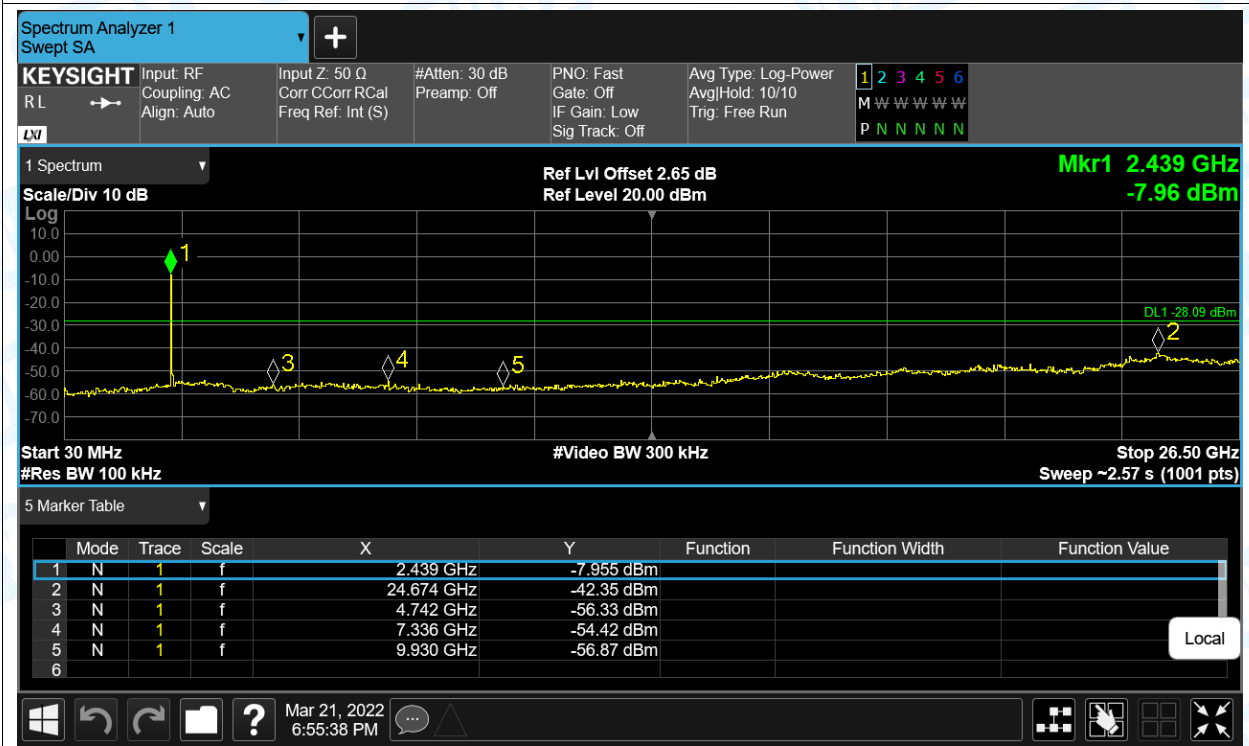 Spectrum Analyzer 1
Swept SA
KEYSIGHT Input: RF Input Z: 50 Ω #Atten: 30 dB PNO: Fast Avg Type: Log-Power 1 2 3 4 5 6
R L Coupling: AC Corr CCorr RCal Preamp: Off Gate: Off Avg|Hold: 10/10 M W W W W W W
Align: Auto Freq Ref: Int (S) IF Gain: Low Trig: Free Run
LXI Sig Track: Off P N N N N N
1 Spectrum
Ref Lvl Offset 2.65 dB Mkr1 2.439 GHz
Scale/Div 10 dB Ref Level 20.00 dBm -7.96 dBm
Log
10.0
0.00
-10.0
-20.0
-30.0
-40.0
-50.0
-60.0
-70.0
1
DL1 -28.09 dBm
2
3
4
5
Start 30 MHz #Video BW 300 kHz Stop 26.50 GHz
#Res BW 100 kHz Sweep ~2.57 s (1001 pts)
5 Marker Table
Mode Trace Scale X Y Function Function Width Function Value
1 N 1 f 2.439 GHz -7.955 dBm
2 N 1 f 24.674 GHz -42.35 dBm
3 N 1 f 4.742 GHz -56.33 dBm
4 N 1 f 7.336 GHz -54.42 dBm
5 N 1 f 9.930 GHz -56.87 dBm
6
Local
Mar 21, 2022
6:55:38 PM